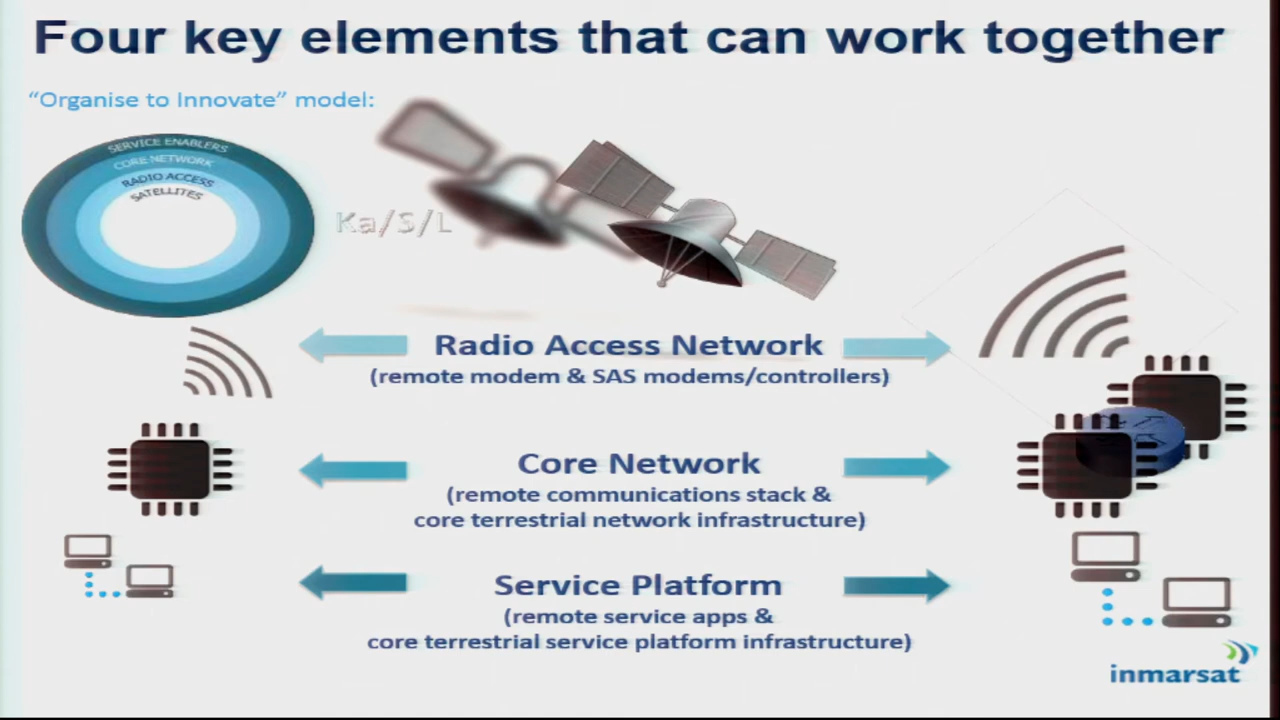 Four key elements that can work together
“Organise to Innovate” model:
SERVICE ENABLERS
CORE NETWORK
RADIO ACCESS
SATELLITES
Ka/S/L
Radio Access Network
(remote modem & SAS modems/controllers)
Core Network
(remote communications stack &
core terrestrial network infrastructure)
Service Platform
(remote service apps &
core terrestrial service platform infrastructure)
inmarsat